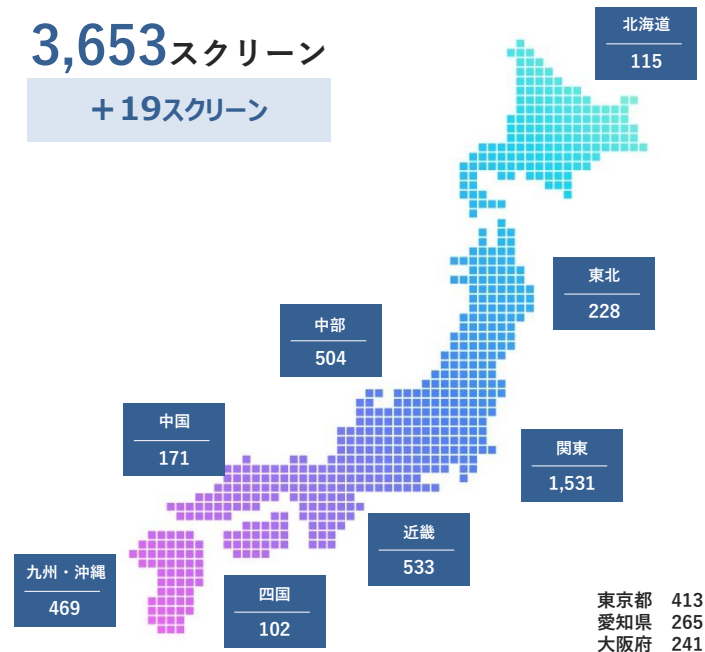 3,653スクリーン
＋19スクリーン
北海道
115
東北
228
中部
504
中国
171
関東
1,531
近畿
533
九州・沖縄
469
四国
102
東京都 413
愛知県 265
大阪府 241